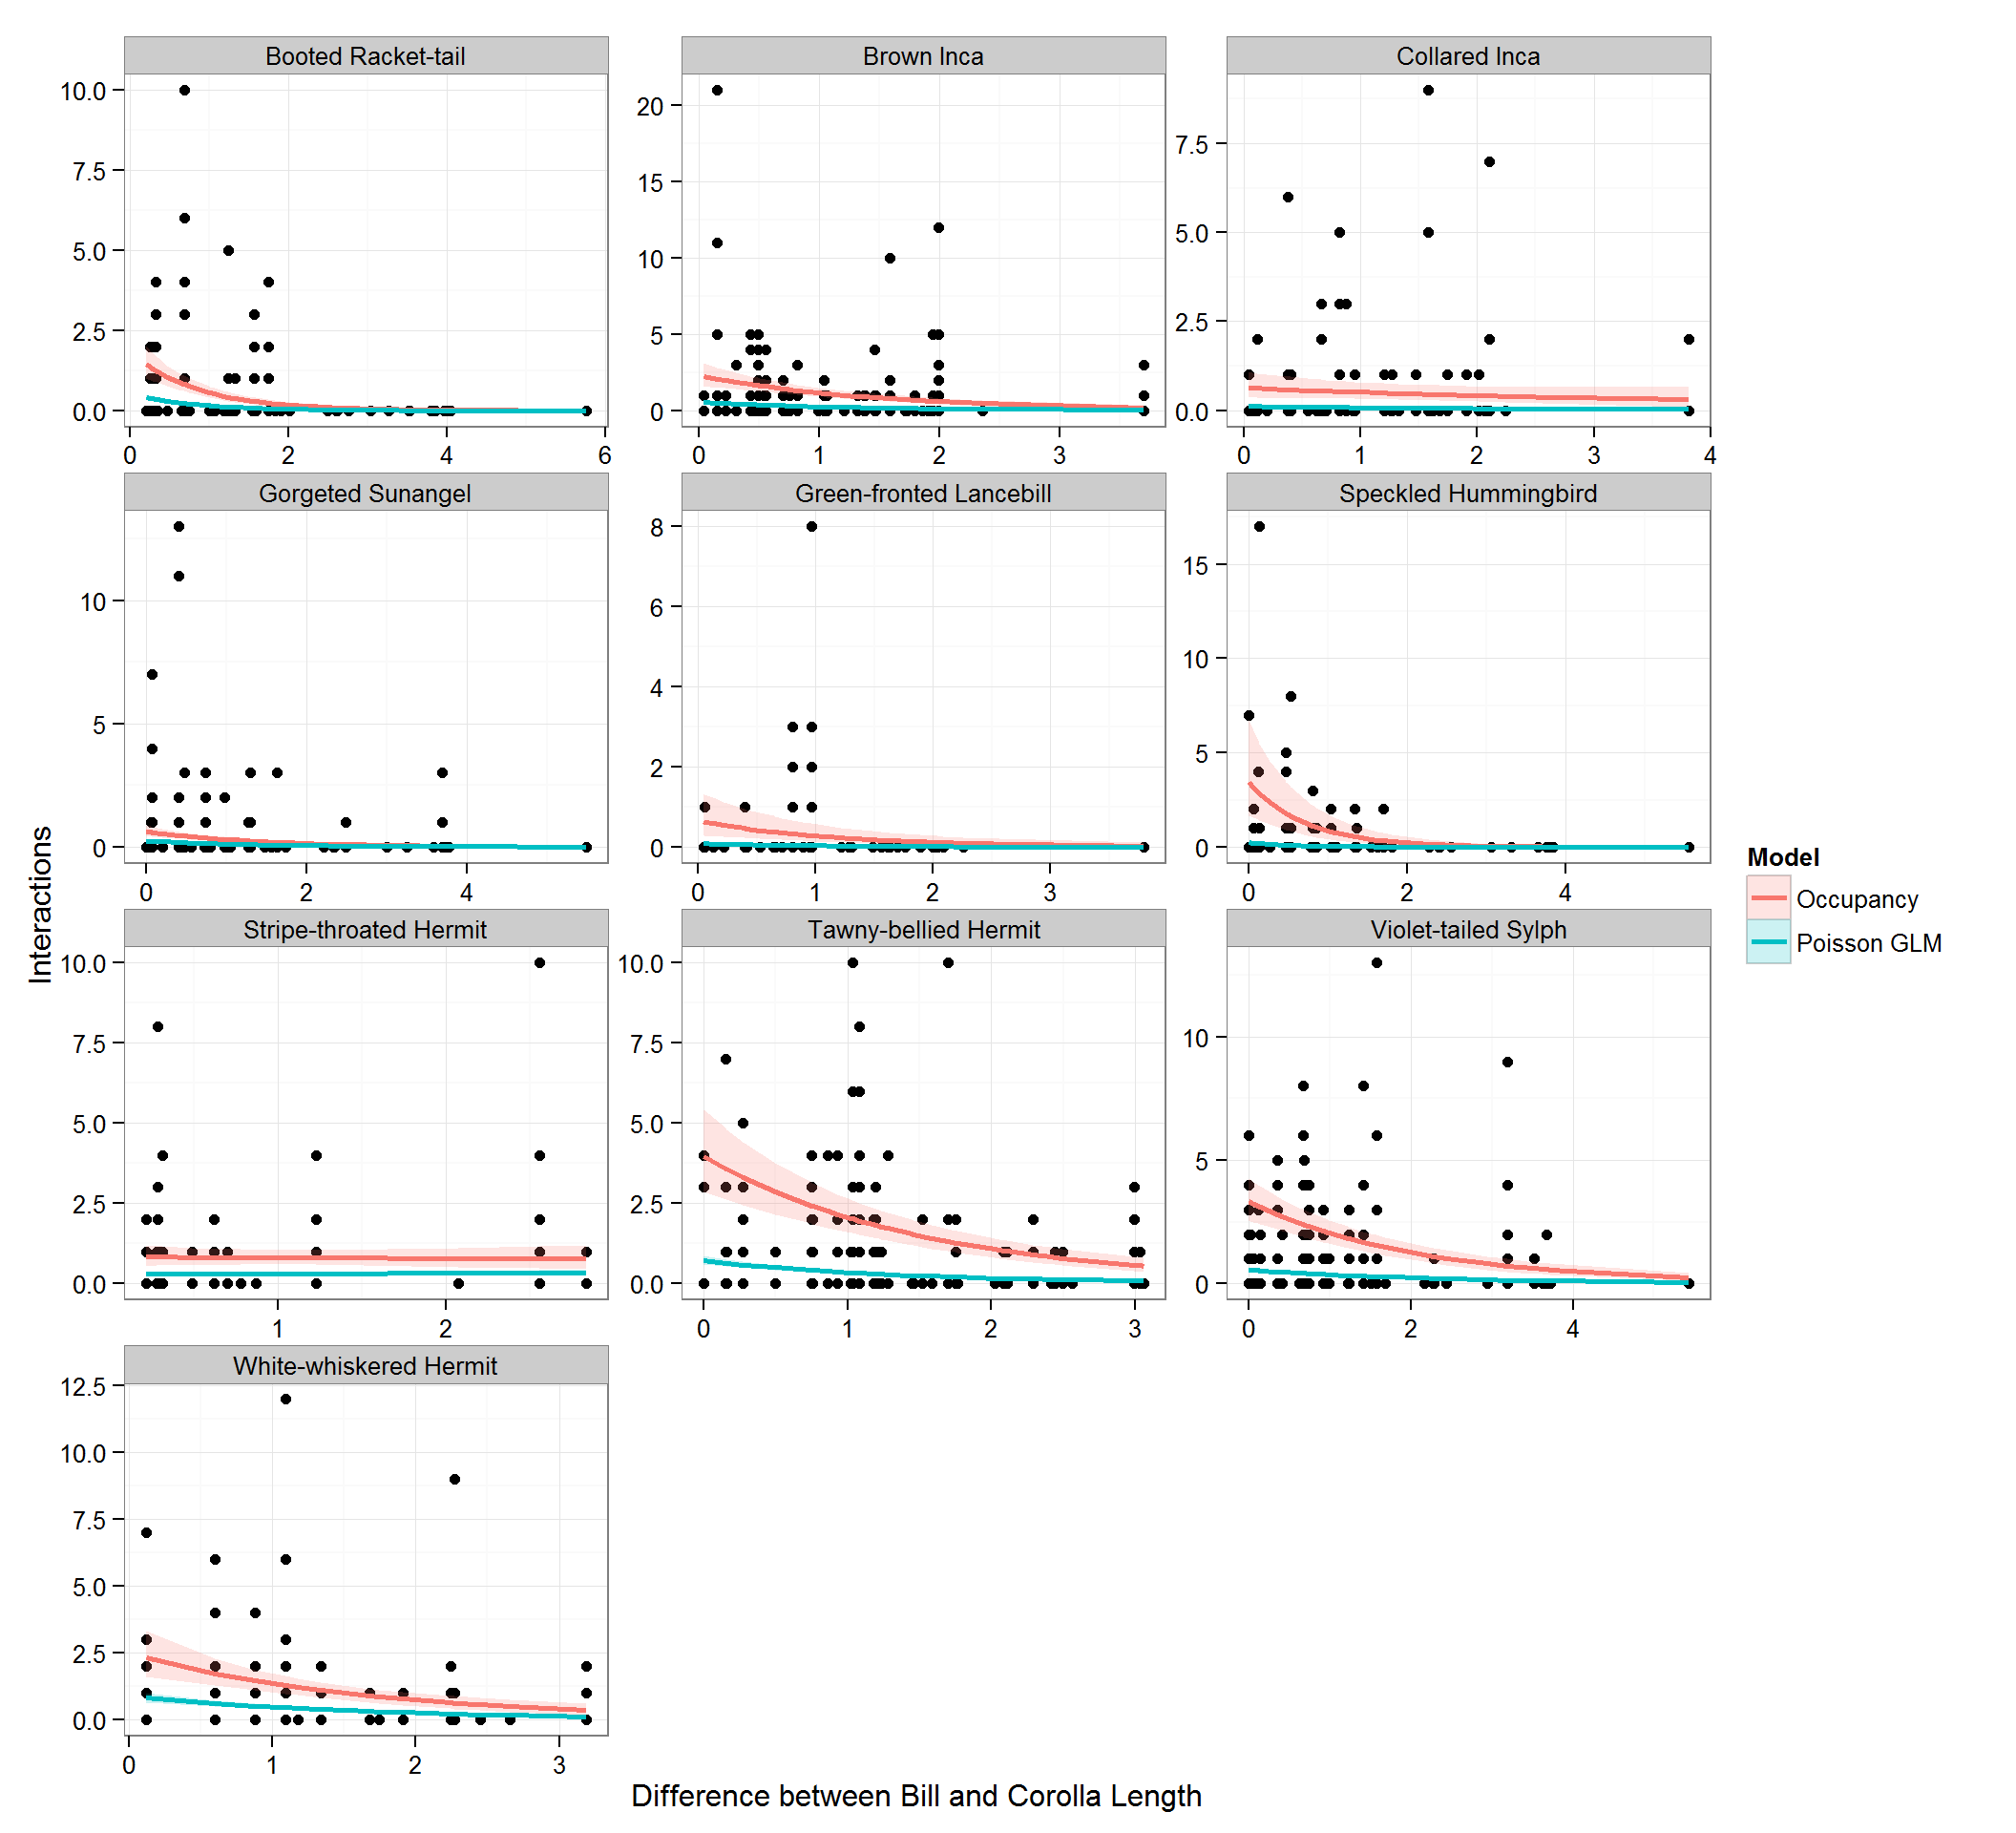 Booted Racket-tail Brown Inca Collared Inca
10.0 7.5 5.0 2.5 0.0
20 15 10 5 0
7.5 5.0 2.5 0.0
0 2 4 6
0 1 2 3
0 1 2 3 4
Gorgeted Sunangel Green-fronted Lancebill Speckled Hummingbird
10 5 0
8 6 4 2 0
15 10 5 0
0 2 4
0 1 2 3
0 2 4
Interactions
Stripe-throated Hermit Tawny-bellied Hermit Violet-tailed Sylph
10.0 7.5 5.0 2.5 0.0
10.0 7.5 5.0 2.5 0.0
10 5 0
1 2
0 1 2 3
0 2 4
White-whiskered Hermit
12.5 10.0 7.5 5.0 2.5 0.0
0 1 2 3
Difference between Bill and Corolla Length
Model
Occupancy
Poisson GLM